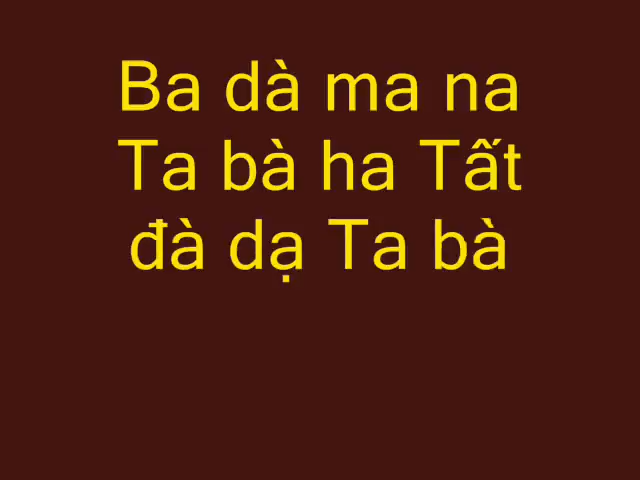 Ba dà ma na
Ta bà ha Tất
đà dạ Ta bà